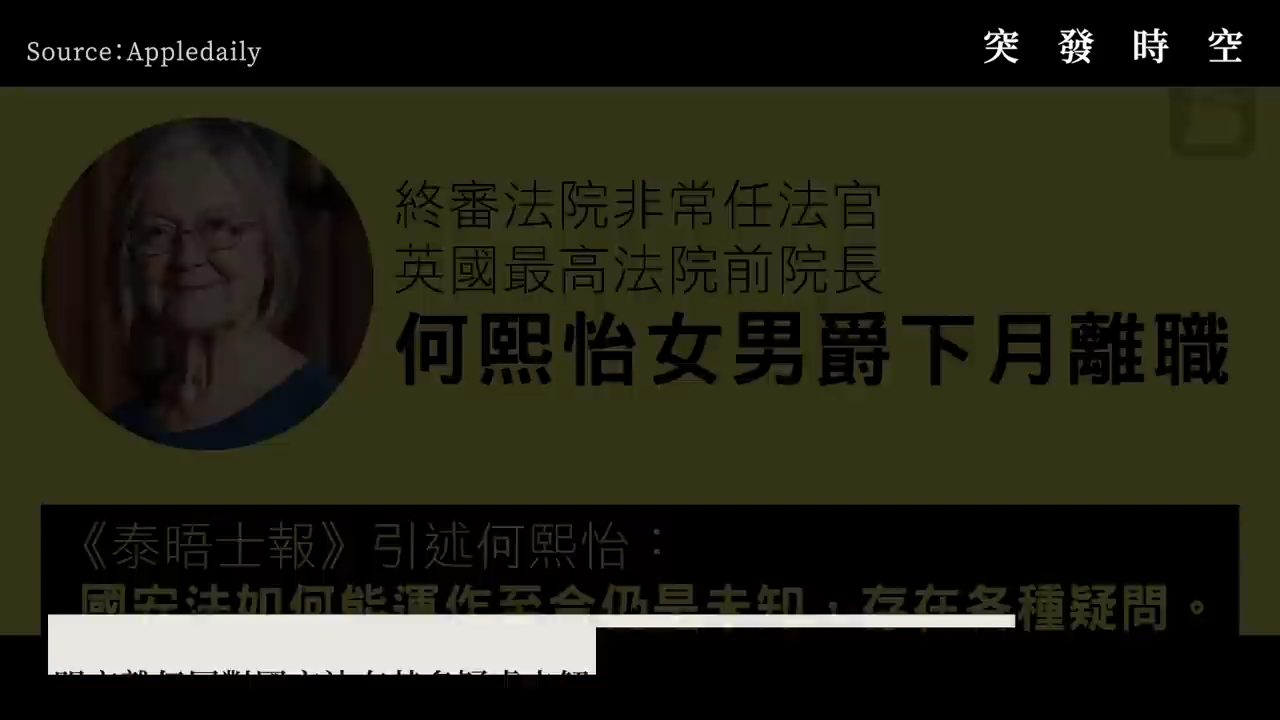 Source:Appledaily
突發時空
終審法院非常任法官
英國最高法院前院長
何熙怡女男爵下月離職
《泰晤士報》引述何熙怡：
國安法如何能運作至今仍是未知，存在各種疑問。